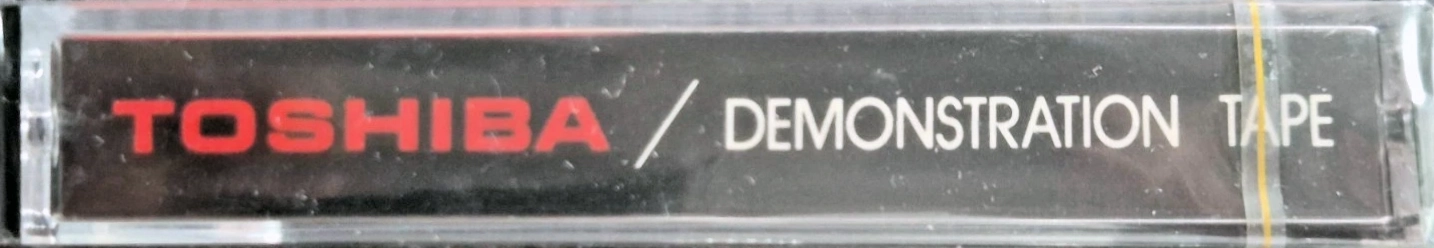 TOSHIBA / DEMONSTRATION TAPE